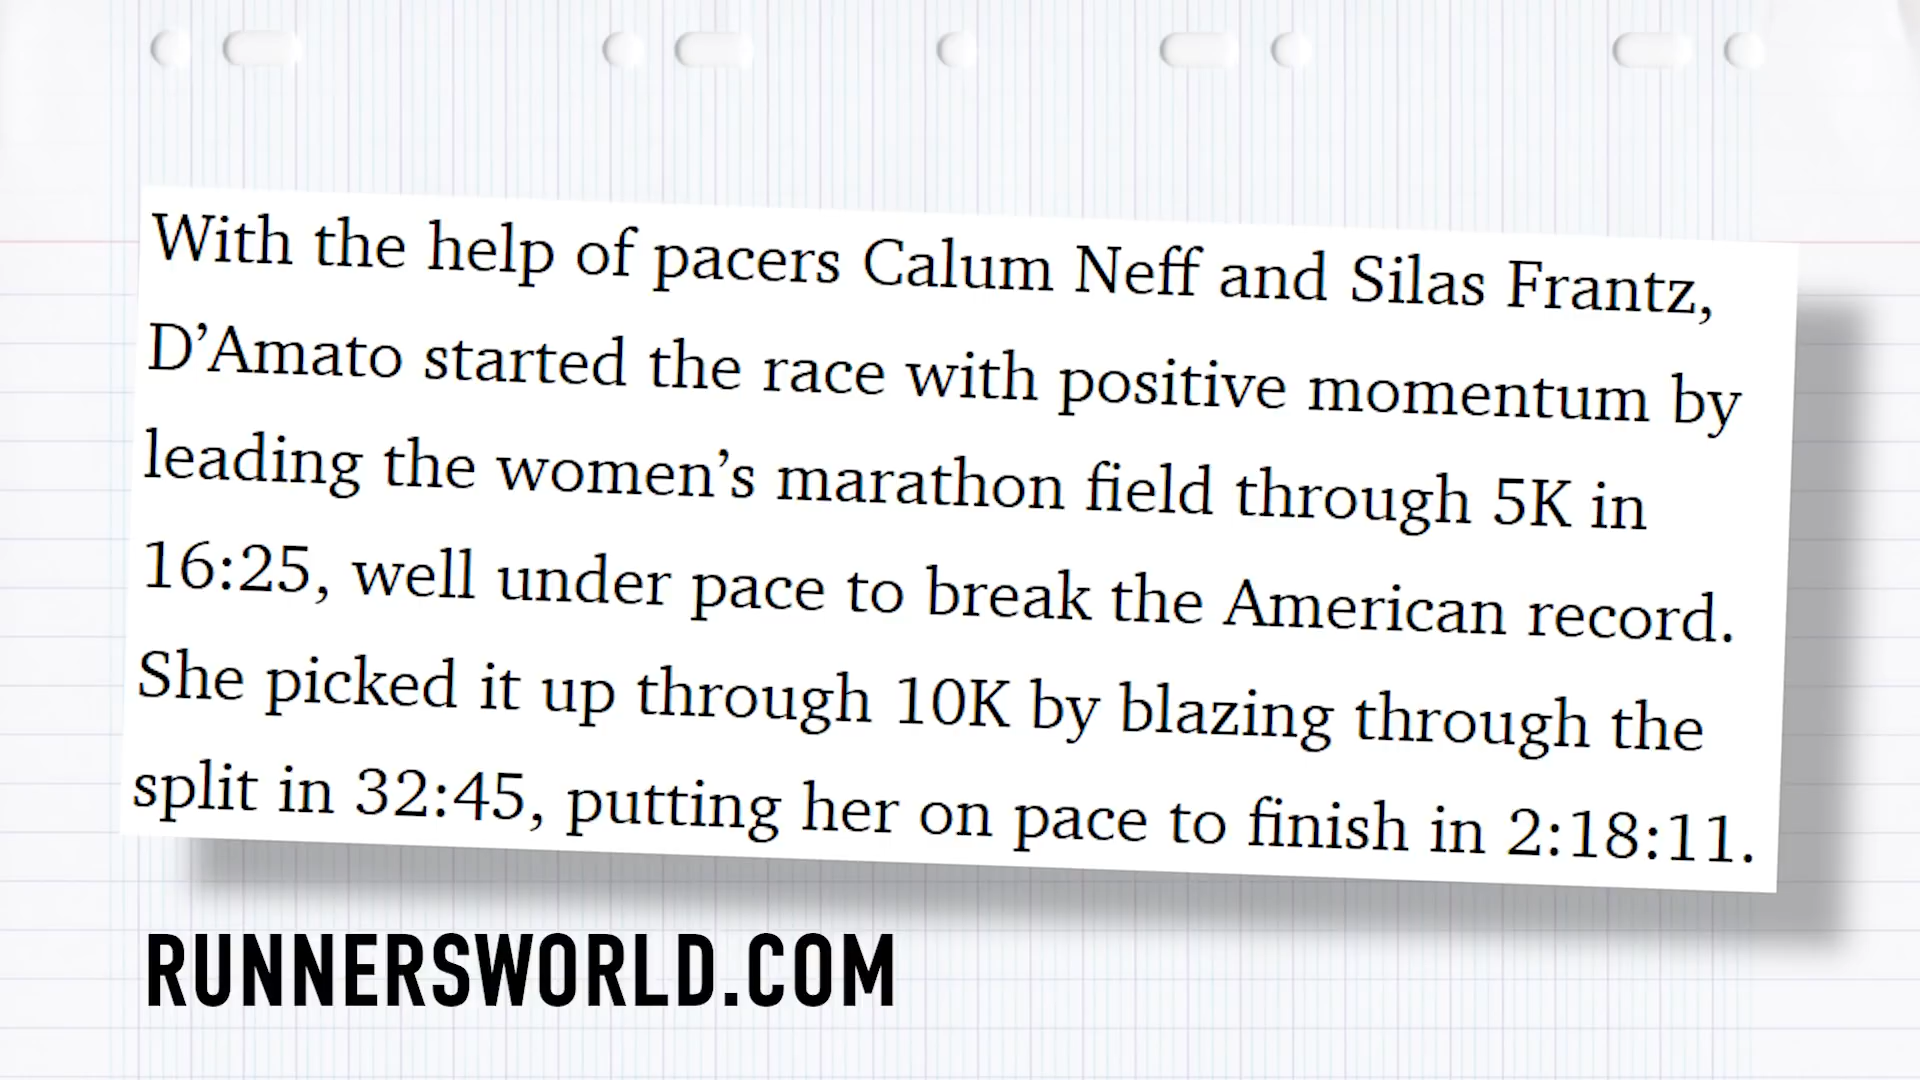 With the help of pacers Calum Neff and Silas Frantz,
D’Amato started the race with positive momentum by
leading the women’s marathon field through 5K in
16:25, well under pace to break the American record.
She picked it up through 10K by blazing through the
split in 32:45, putting her on pace to finish in 2:18:11.
RUNNERSWORLD.COM